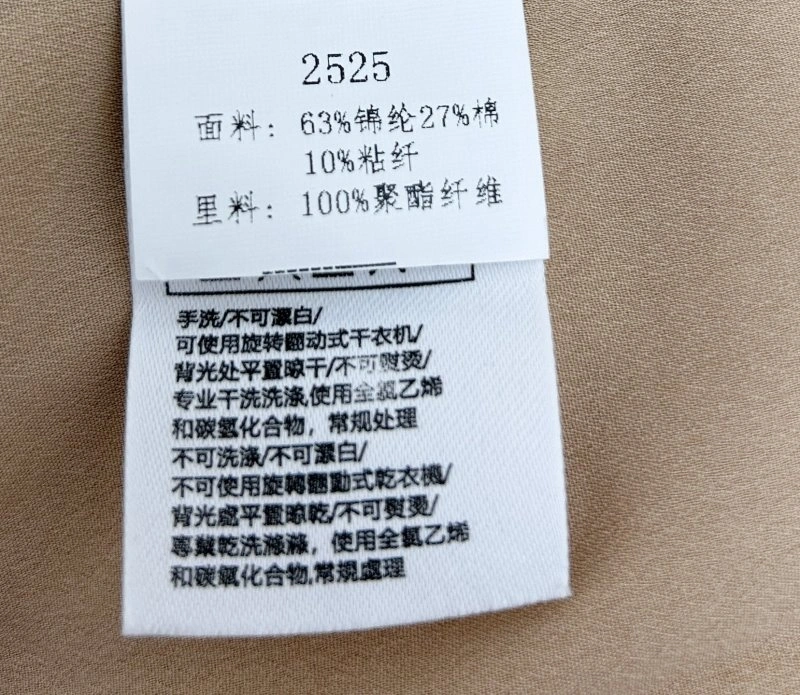 2525
面料: 63%锦纶27%棉
10%粘纤
里料: 100%聚酯纤维
手洗/不可漂白/
可使用旋转翻动式干衣机/
背光处平置晾干/不可熨烫/
专业干洗洗涤,使用全氯乙烯
和碳氢化合物，常规处理
不可洗涤/不可漂白/
不可使用旋轉翻動式乾衣機/
背光處平置晾乾/不可熨燙/
專業乾洗滌滌，使用全氯乙烯
和碳氧化合物,常規處理